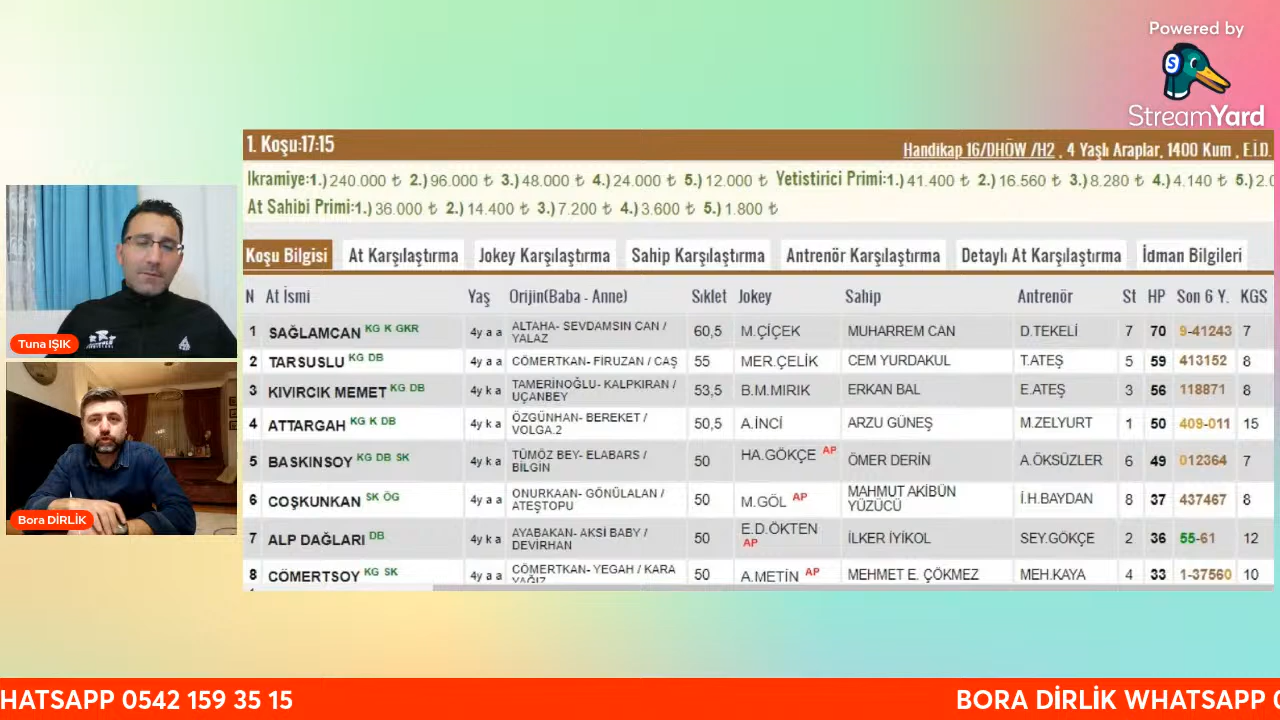 Powered by
StreamYard
1. Koşu:17:15
Handikap 16/DHÖW /H2 , 4 Yaşlı Araplar, 1400 Kum , E.İ.D.
Ikramiye:1.) 240.000 ₺ 2.) 96.000 ₺ 3.) 48.000 ₺ 4.) 24.000 ₺ 5.) 12.000 ₺ Yetistirici Primi:1.) 41.400 ₺ 2.) 16.560 ₺ 3.) 8.280 ₺ 4.) 4.140 ₺ 5.) 2.0
At Sahibi Primi:1.) 36.000 ₺ 2.) 14.400 ₺ 3.) 7.200 ₺ 4.) 3.600 ₺ 5.) 1.800 ₺
Koşu Bilgisi At Karşılaştırma Jokey Karşılaştırma Sahip Karşılaştırma Antrenör Karşılaştırma Detaylı At Karşılaştırma İdman Bilgileri
N At İsmi Yaş Orijin(Baba - Anne) Sıklet Jokey Sahip Antrenör St HP Son 6 Y. KGS
1 SAĞLAMCAN KG K GKR 4y a a ALTAHA- SEVDAMSIN CAN / YALAZ 60,5 M.ÇİÇEK MUHARREM CAN D.TEKELİ 7 70 9-41243 7
2 TARSUSLU KG DB 4y a a CÖMERTKAN- FİRUZAN / CAŞ 55 MER.ÇELİK CEM YURDAKUL T.ATEŞ 5 59 413152 8
3 KIVIRCIK MEMET KG DB 4y k a TAMERİNOĞLU- KALPKIRAN / UÇANBEY 53,5 B.M.MIRIK ERKAN BAL E.ATEŞ 3 56 118871 8
4 ATTARGAH KG K DB 4y k a ÖZGÜNHAN- BEREKET / VOLGA.2 50,5 A.İNCİ ARZU GÜNEŞ M.ZELYURT 1 50 409-011 15
5 BASKINSOY KG DB SK 4y k a TÜMÖZ BEY- ELABARS / BİLGİN 50 HA.GÖKÇE AP ÖMER DERİN A.ÖKSÜZLER 6 49 012364 7
6 COŞKUNKAN SK ÖG 4y a a ONURKAAN- GÖNÜLALAN / ATEŞTOPU 50 M.GÖL AP MAHMUT AKİBÜN YÜZÜCÜ İ.H.BAYDAN 8 37 437467 8
7 ALP DAĞLARI DB 4y k a AYABAKAN- AKSİ BABY / DEVİRHAN 50 E.D.ÖKTEN AP İLKER İYİKOL SEY.GÖKÇE 2 36 55-61 12
8 CÖMERTSOY KG SK 4y a a CÖMERTKAN- YEGAH / KARA YAĞIZ 50 A.METİN AP MEHMET E. ÇÖKMEZ MEH.KAYA 4 33 1-37560 10
Tuna IŞIK
Bora DİRLİK
HATSAPP 0542 159 35 15 BORA DİRLİK WHATSAPP 0